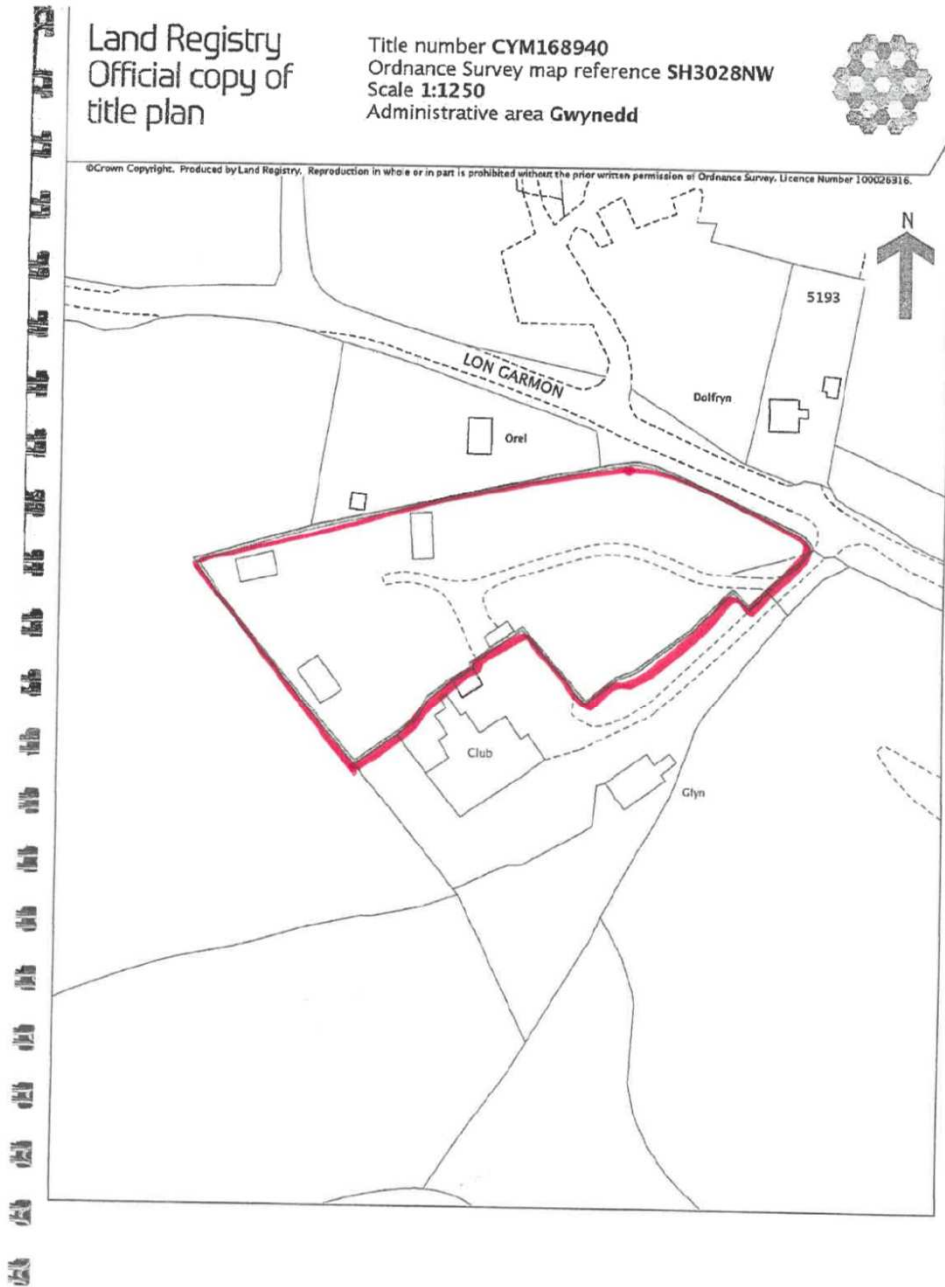 Land Registry
Official copy of
title plan
Title number CYM168940
Ordnance Survey map reference SH3028NW
Scale 1:1250
Administrative area Gwynedd
©Crown Copyright. Produced by Land Registry. Reproduction in whole or in part is prohibited without the prior written permission of Ordnance Survey. Licence Number 100026316.
N
5193
LON GARMON
Dolfryn
Orel
Club
Glyn